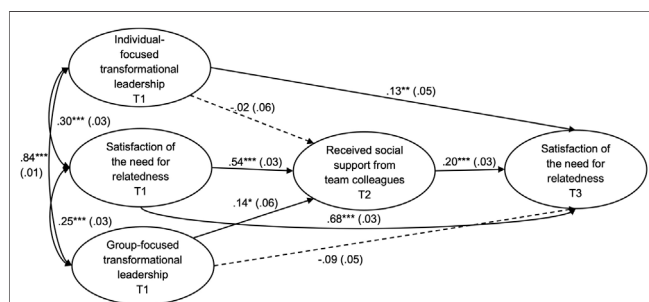 Individual-
focused
transformational
leadership
T1
.13** (.05)
-.02 (.06)
.30*** (.03)
.84***
(.01)
Satisfaction of
the need for
relatedness
T1
.54*** (.03)
Received social
support from
team colleagues
T2
.20*** (.03)
Satisfaction of
the need for
relatedness
T3
.14* (.06)
.68*** (.03)
.25*** (.03)
Group-focused
transformational
leadership
T1
-.09 (.05)